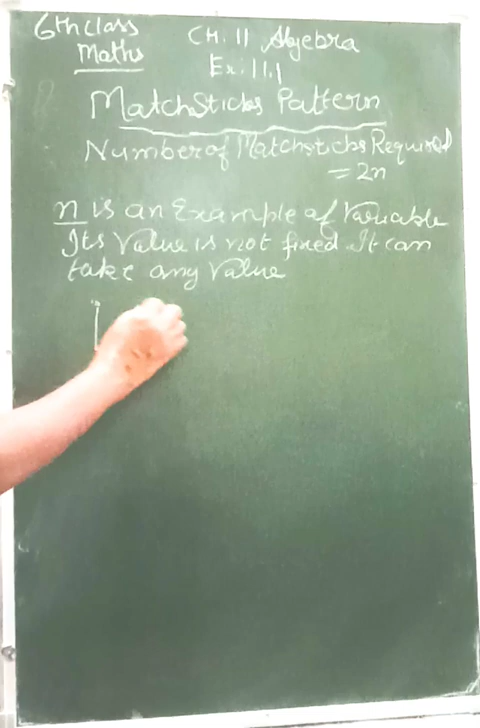 6th class
Maths
CH. 11 Algebra
Ex: 11.1
MatchSticks Pattern
Number of Matchsticks Required
= 2n
n is an Example of Variable
Its Value is not fixed. It can
take any Value